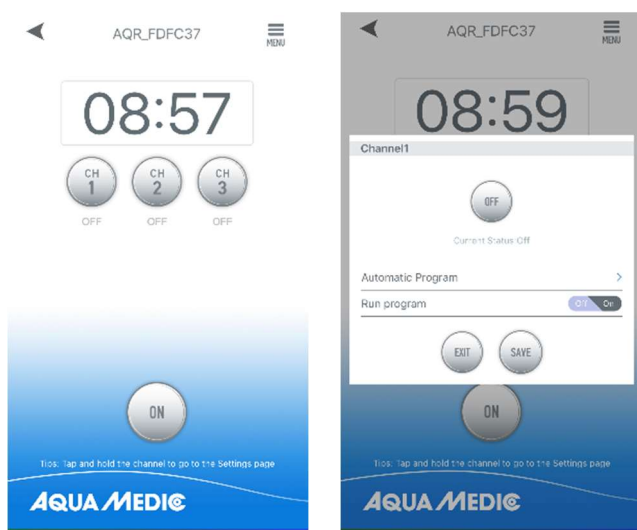 AQR_FDFC37
MENU
08:57
CH 1
CH 2
CH 3
OFF
OFF
OFF
ON
Tips: Tap and hold the channel to go to the Settings page
AQUA MEDIC
AQR_FDFC37
MENU
08:59
Channel1
OFF
Current Status:Off
Automatic Program >
Run program Off On
EXIT
SAVE
ON
Tips: Tap and hold the channel to go to the Settings page
AQUA MEDIC